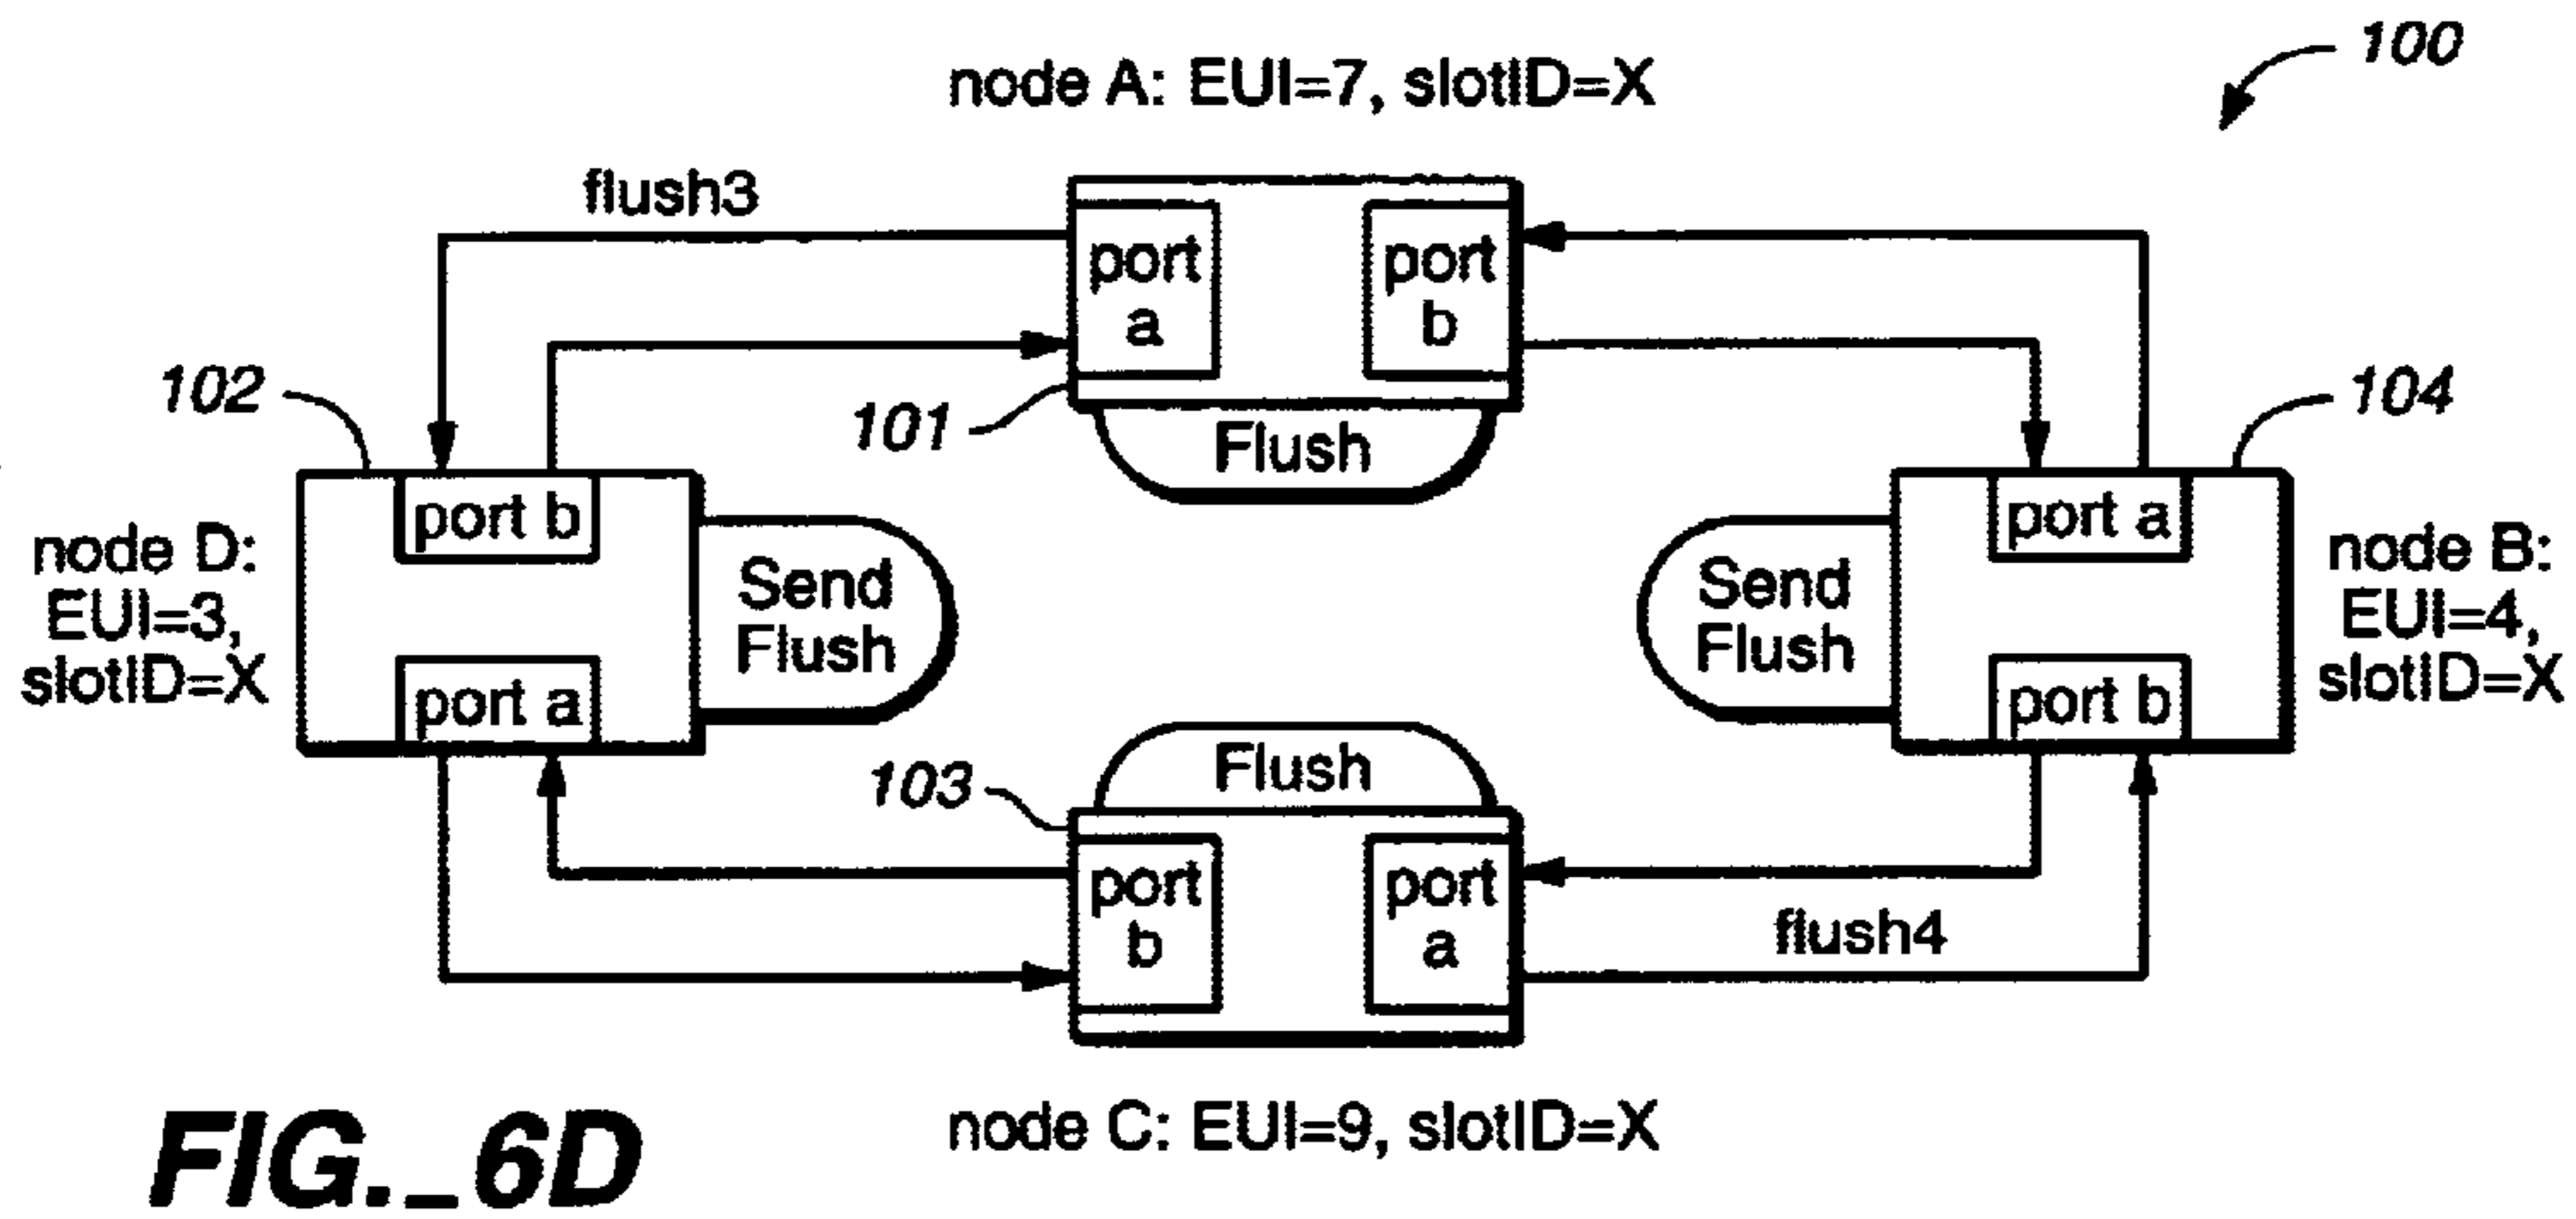 100
node A: EUI=7, slotID=X
flush3
port
a
port
b
102
101
104
Flush
port b
port a
node D:
EUI=3,
slotID=X
Send
Flush
Send
Flush
node B:
EUI=4,
slotID=X
port a
port b
103
Flush
port
b
port
a
flush4
node C: EUI=9, slotID=X
FIG._6D